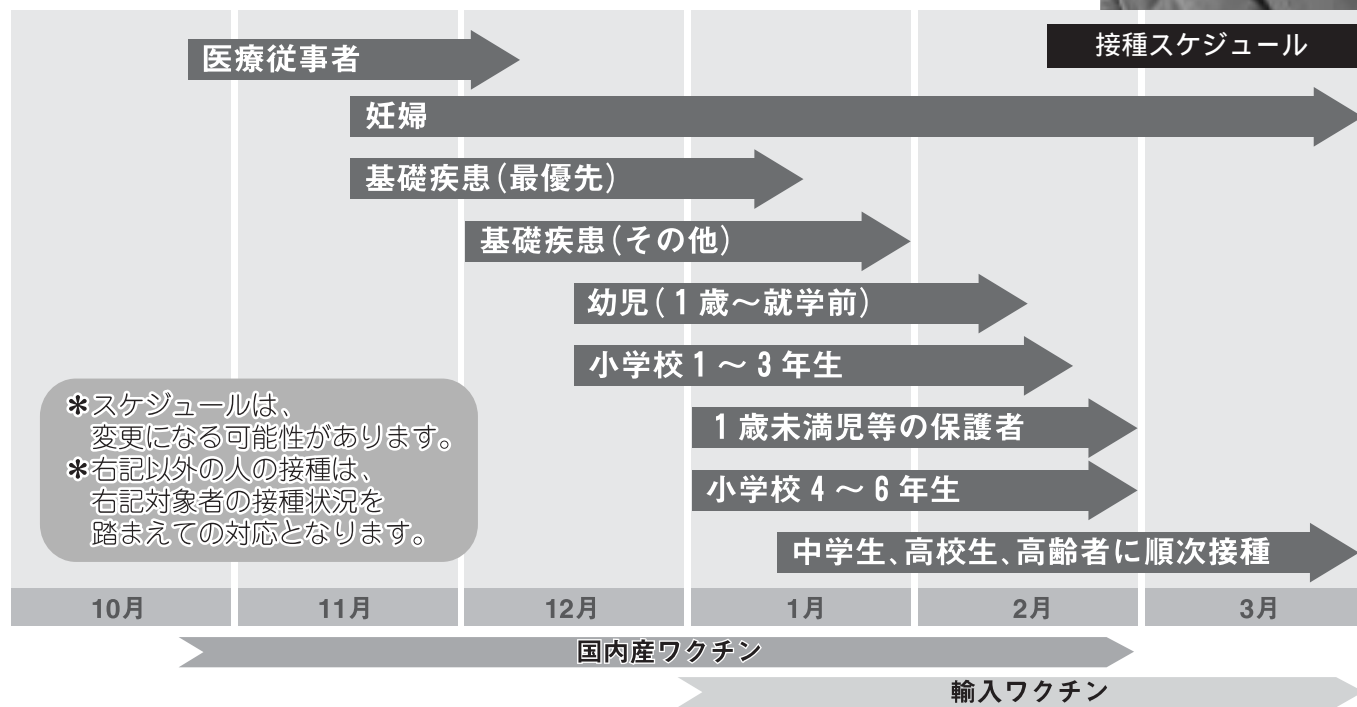 接種スケジュール
医療従事者
妊婦
基礎疾患(最優先)
基礎疾患(その他)
幼児(1歳〜就学前)
小学校1〜3年生
1歳未満児等の保護者
小学校4〜6年生
中学生、高校生、高齢者に順次接種
＊スケジュールは、
変更になる可能性があります。
＊右記以外の人の接種は、
右記対象者の接種状況を
踏まえての対応となります。
10月 11月 12月 1月 2月 3月
国内産ワクチン
輸入ワクチン